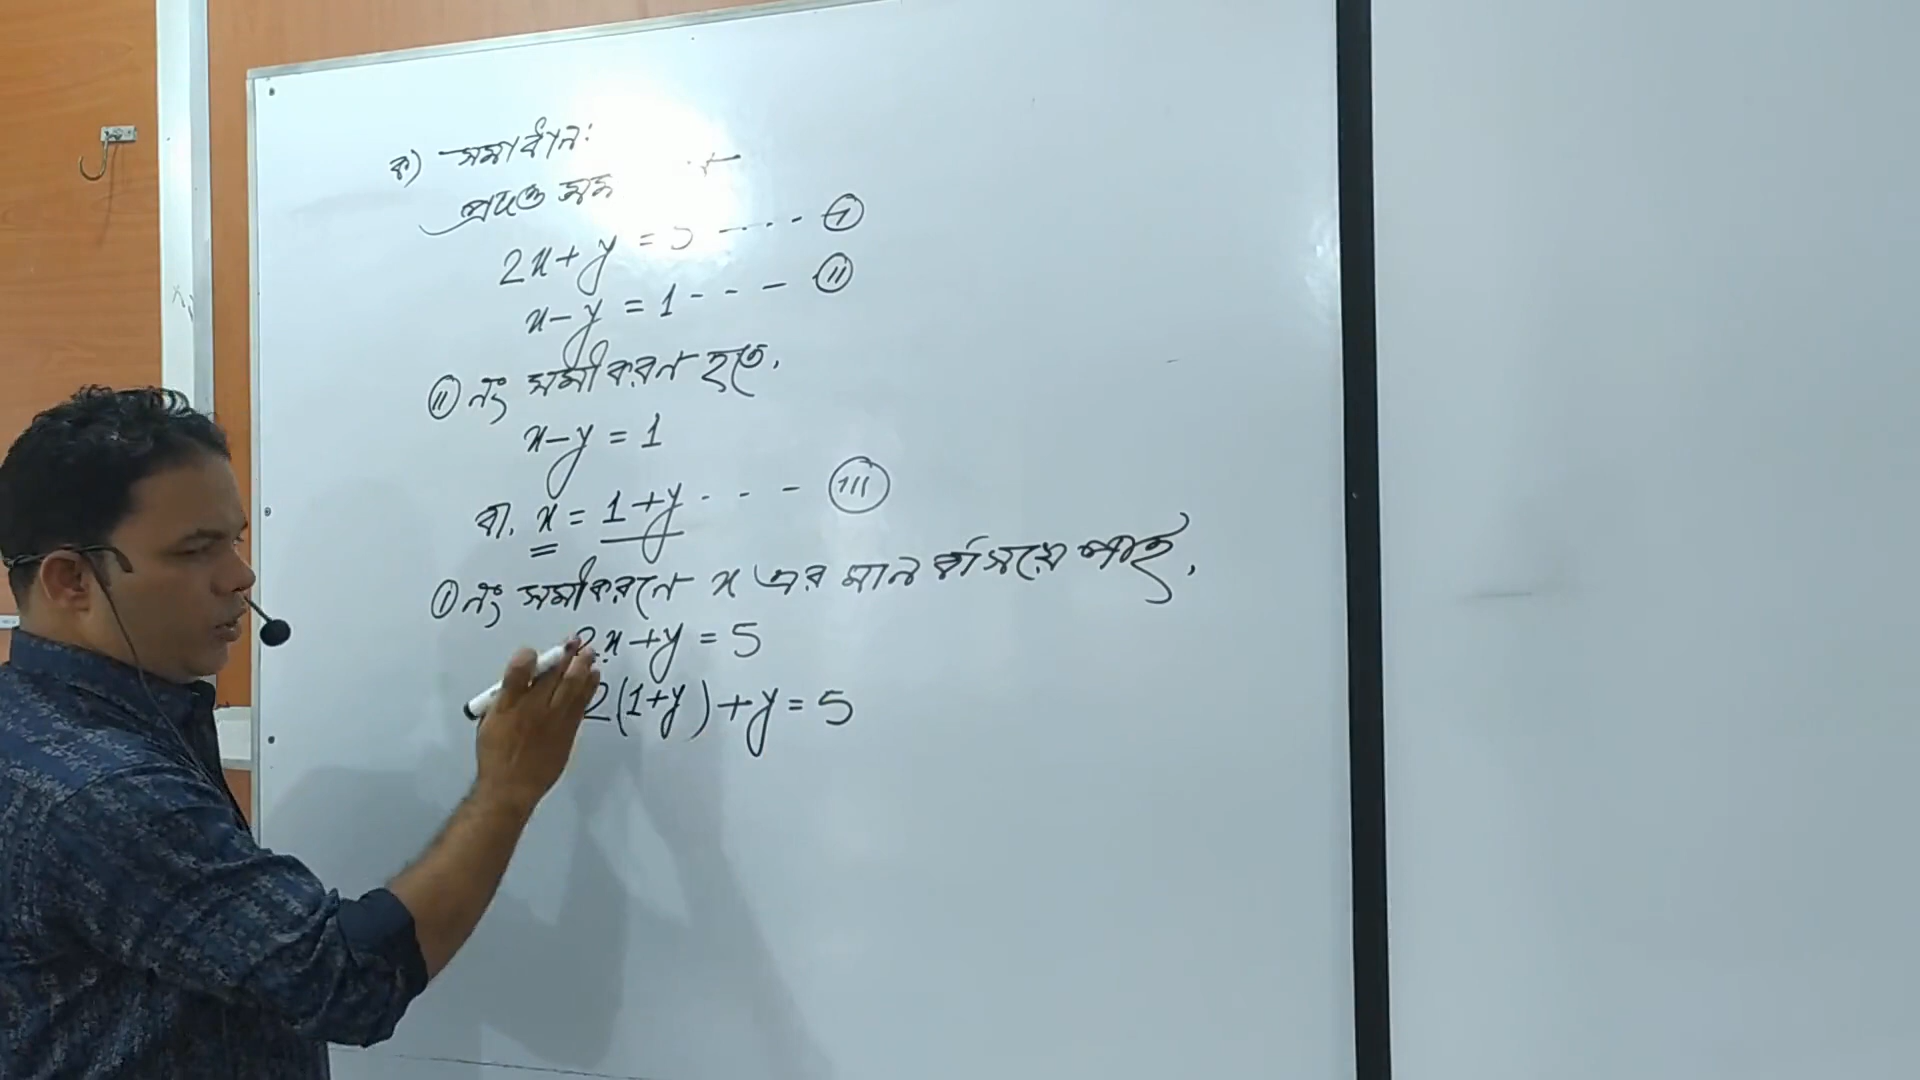 ক) সমাধান:
প্রদত্ত সমী
2x + y = 5 ---- (i)
x - y = 1 - - - (ii)
(ii) নং সমীকরণ হতে,
x - y = 1
বা, x = 1 + y - - - (iii)
(i) নং সমীকরণে x এর মান বসিয়ে পাই,
2x + y = 5
2(1+y) + y = 5